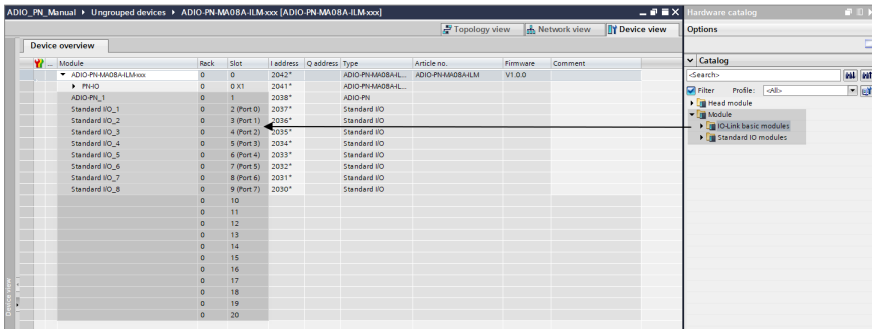 ADIO_PN_Manual ▸ Ungrouped devices ▸ ADIO-PN-MA08A-ILM-xxx [ADIO-PN-MA08A-ILM-xxx]
Hardware catalog
Topology view Network view Device view
Options
Device overview
Catalog
... Module Rack Slot I address Q address Type Article no. Firmware Comment
<Search>
ADIO-PN-MA08A-ILM-xxx 0 0 2042* ADIO-PN-MA08A-IL... ADIO-PN-MA08A-ILM V1.0.0
PN-IO 0 0 X1 2041* ADIO-PN-MA08A-IL...
Filter Profile: <All>
ADIO-PN_1 0 1 2038* ADIO-PN
Head module
Standard I/O_1 0 2 (Port 0) 2037* Standard I/O
Module
Standard I/O_2 0 3 (Port 1) 2036* Standard I/O
IO-Link basic modules
Standard I/O_3 0 4 (Port 2) 2035* Standard I/O
Standard IO modules
Standard I/O_4 0 5 (Port 3) 2034* Standard I/O
Standard I/O_5 0 6 (Port 4) 2033* Standard I/O
Standard I/O_6 0 7 (Port 5) 2032* Standard I/O
Standard I/O_7 0 8 (Port 6) 2031* Standard I/O
Standard I/O_8 0 9 (Port 7) 2030* Standard I/O
0 10
0 11
0 12
0 13
0 14
0 15
0 16
0 17
0 18
0 19
0 20
Device view